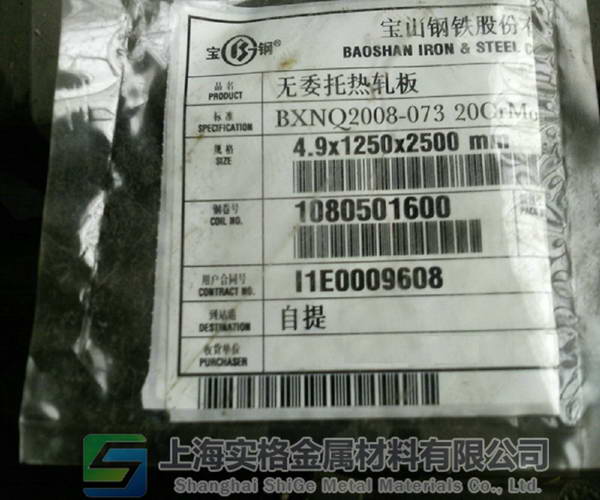 宝 钢®
宝山钢铁股份
BAOSHAN IRON & STEEL
品名
PRODUCT
无委托热轧板
标准
SPECIFICATION
BXNQ2008-073 20CrMo
规格
SIZE
4.9x1250x2500 mm
钢卷号
COIL NO.
1080501600
用户合同号
CONTRACT NO.
I1E0009608
到站港
DESTINATION
自提
收货单位
PURCHASER
上海实格金属材料有限公司
Shanghai ShiGe Metal Materials Co., Ltd.